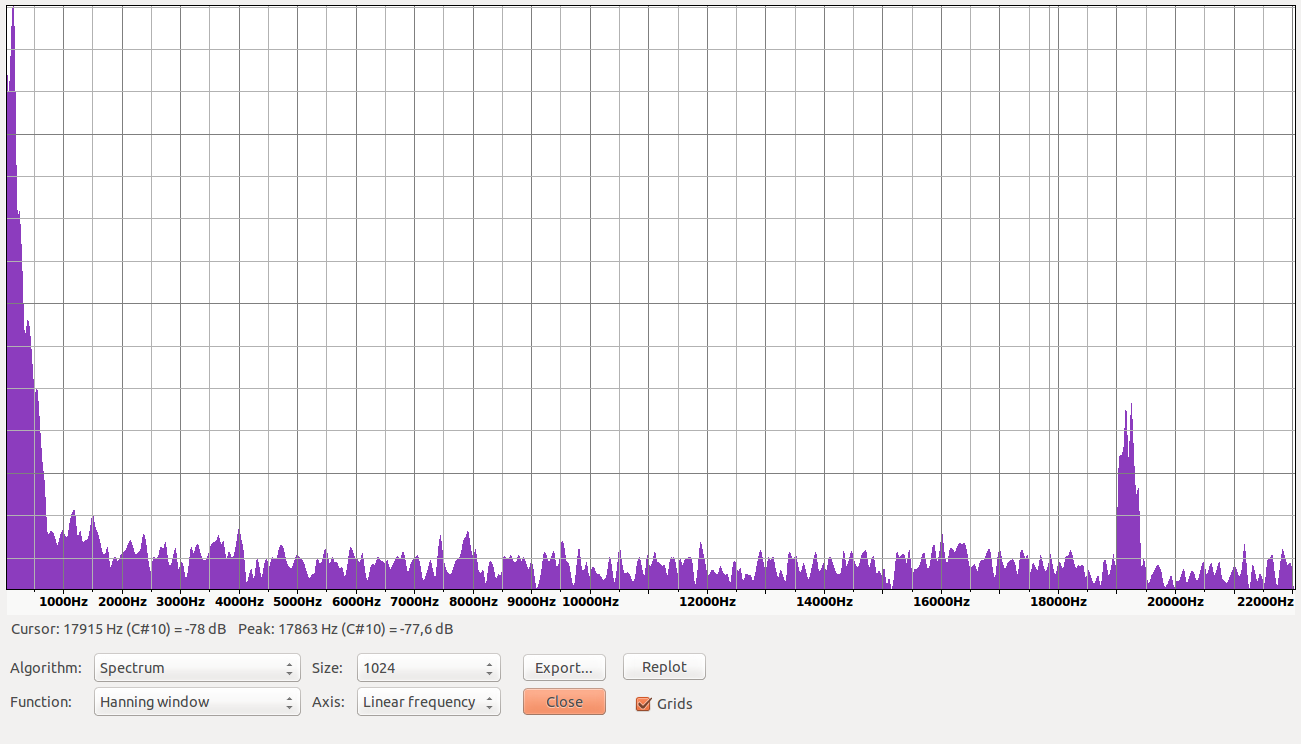 1000Hz 2000Hz 3000Hz 4000Hz 5000Hz 6000Hz 7000Hz 8000Hz 9000Hz 10000Hz 12000Hz 14000Hz 16000Hz 18000Hz 20000Hz 22000Hz
Cursor: 17915 Hz (C#10) = -78 dB Peak: 17863 Hz (C#10) = -77,6 dB
Algorithm: Spectrum Size: 1024 Export... Replot
Function: Hanning window Axis: Linear frequency Close Grids